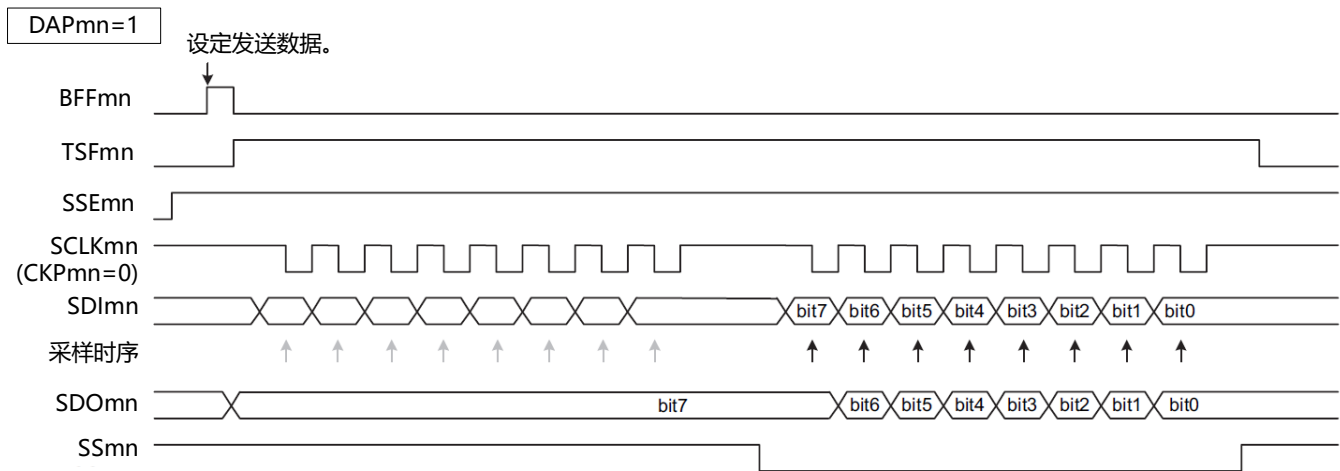 DAPmn=1
设定发送数据。
BFFmn
TSFmn
SSEmn
SCLKmn
(CKPmn=0)
SDImn
bit7 bit6 bit5 bit4 bit3 bit2 bit1 bit0
采样时序
SDOmn
bit7 bit6 bit5 bit4 bit3 bit2 bit1 bit0
SSmn